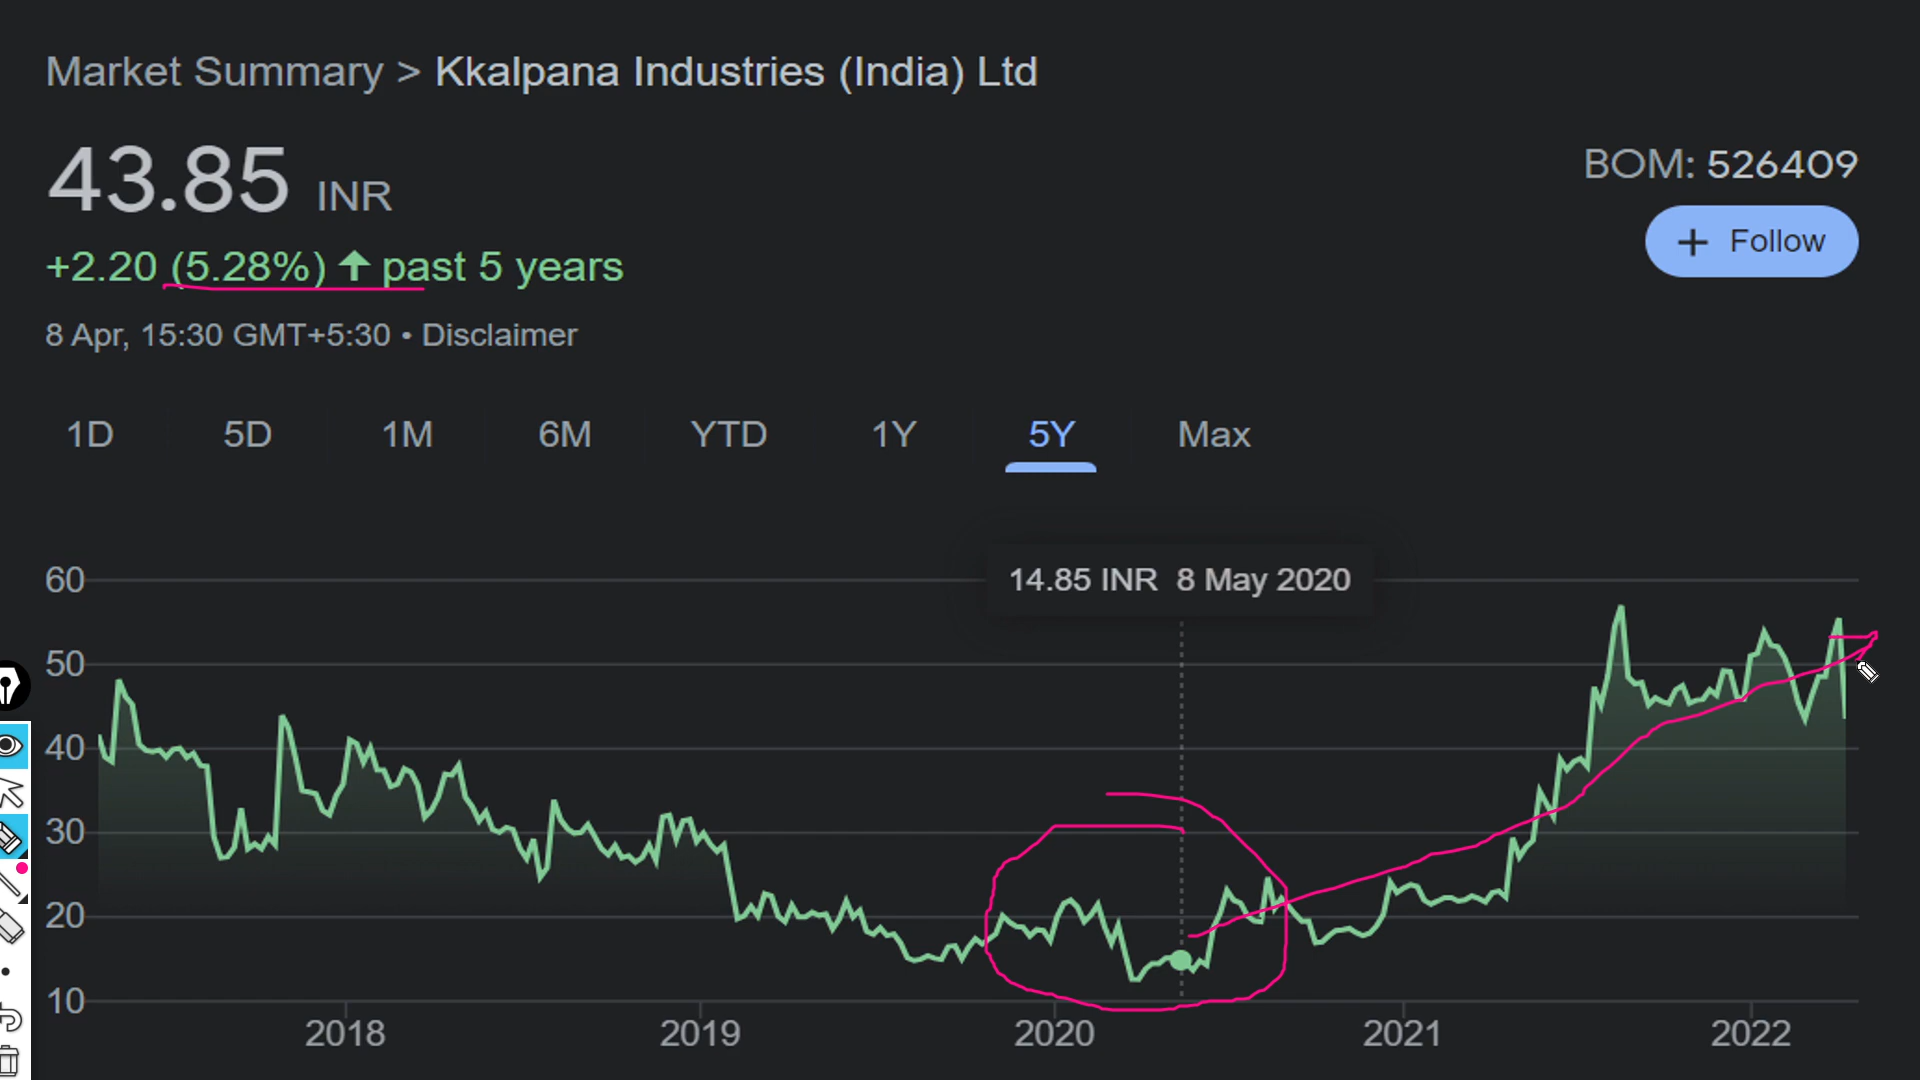 Market Summary > Kkalpana Industries (India) Ltd
43.85 INR
BOM: 526409
+ Follow
+2.20 (5.28%) ↑ past 5 years
8 Apr, 15:30 GMT+5:30 • Disclaimer
1D 5D 1M 6M YTD 1Y 5Y Max
14.85 INR 8 May 2020
60
50
40
30
20
10
2018 2019 2020 2021 2022